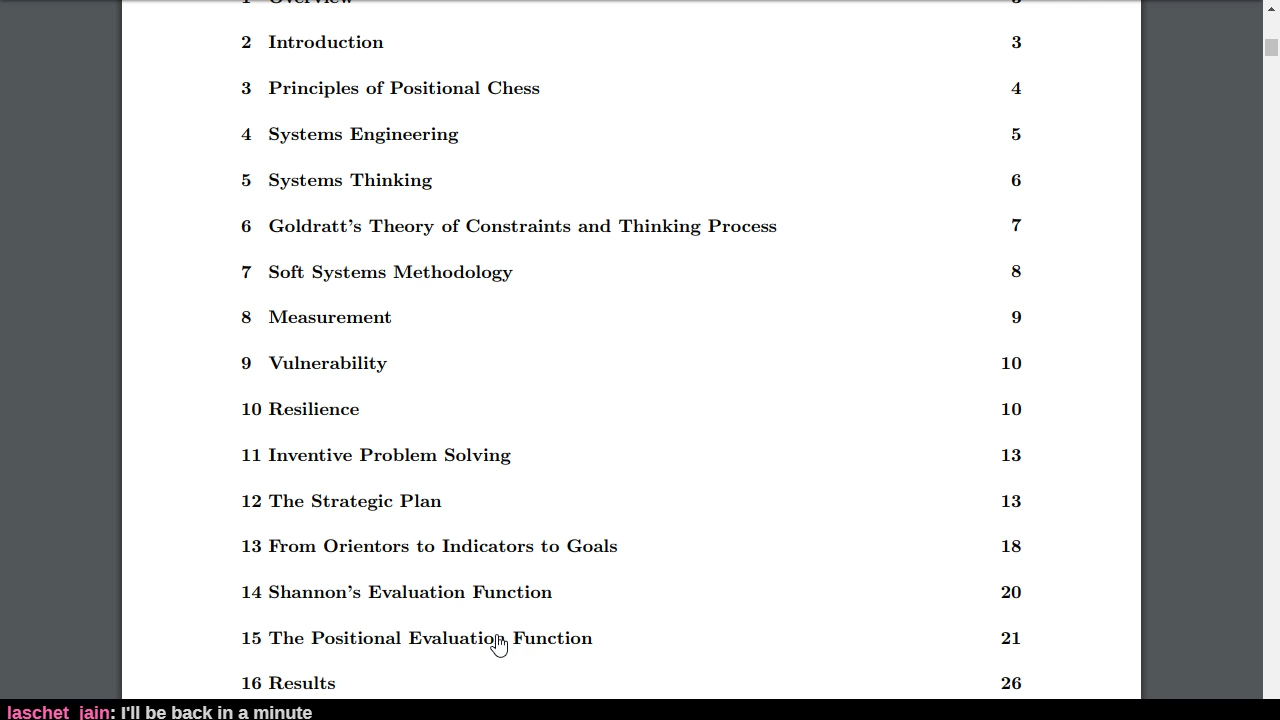 1 Overview 3
2 Introduction 3
3 Principles of Positional Chess 4
4 Systems Engineering 5
5 Systems Thinking 6
6 Goldratt's Theory of Constraints and Thinking Process 7
7 Soft Systems Methodology 8
8 Measurement 9
9 Vulnerability 10
10 Resilience 10
11 Inventive Problem Solving 13
12 The Strategic Plan 13
13 From Orientors to Indicators to Goals 18
14 Shannon's Evaluation Function 20
15 The Positional Evaluation Function 21
16 Results 26
laschet_jain: I'll be back in a minute